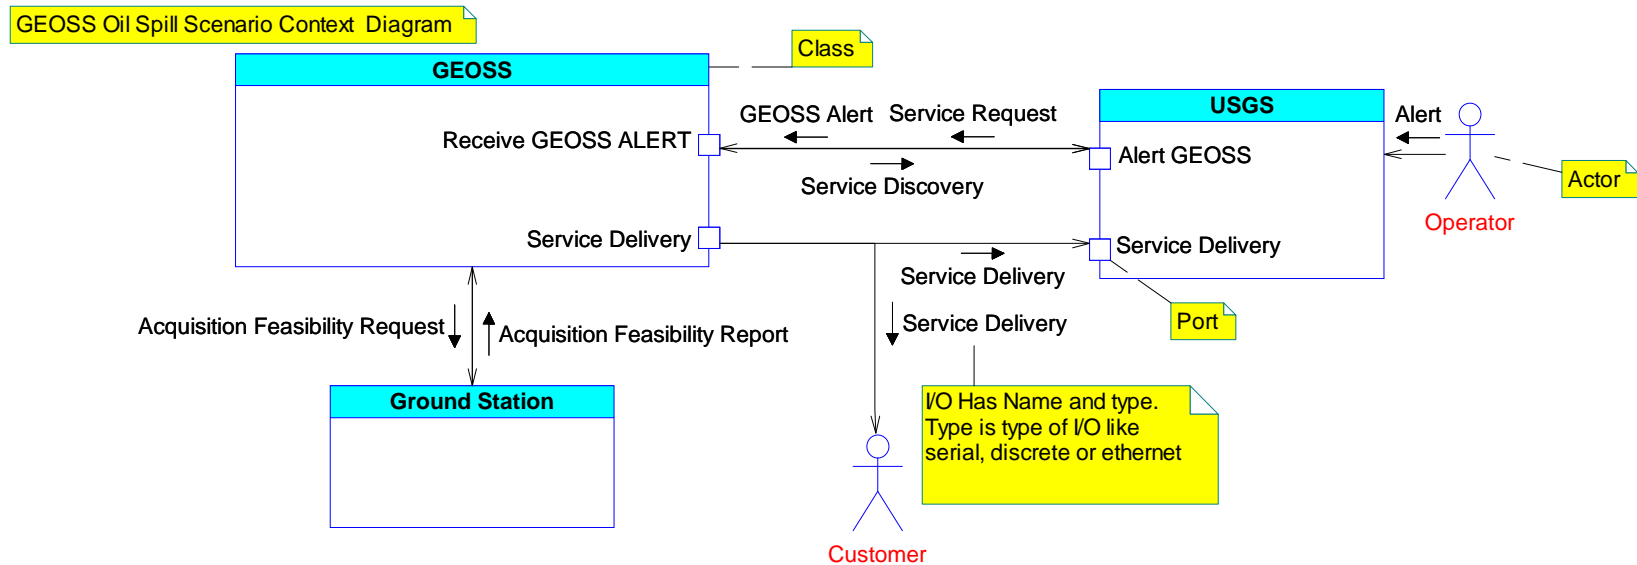 GEOSS Oil Spill Scenario Context  Diagram
Class
GEOSS
USGS
GEOSS Alert
Service Request
Alert
Receive GEOSS ALERT
Alert GEOSS
Service Discovery
Actor
Operator
Service Delivery
Service Delivery
Service Delivery
Acquisition Feasibility Request
Acquisition Feasibility Report
Service Delivery
Port
Ground Station
I/O Has Name and type.
Type is type of I/O like
serial, discrete or ethernet
Customer